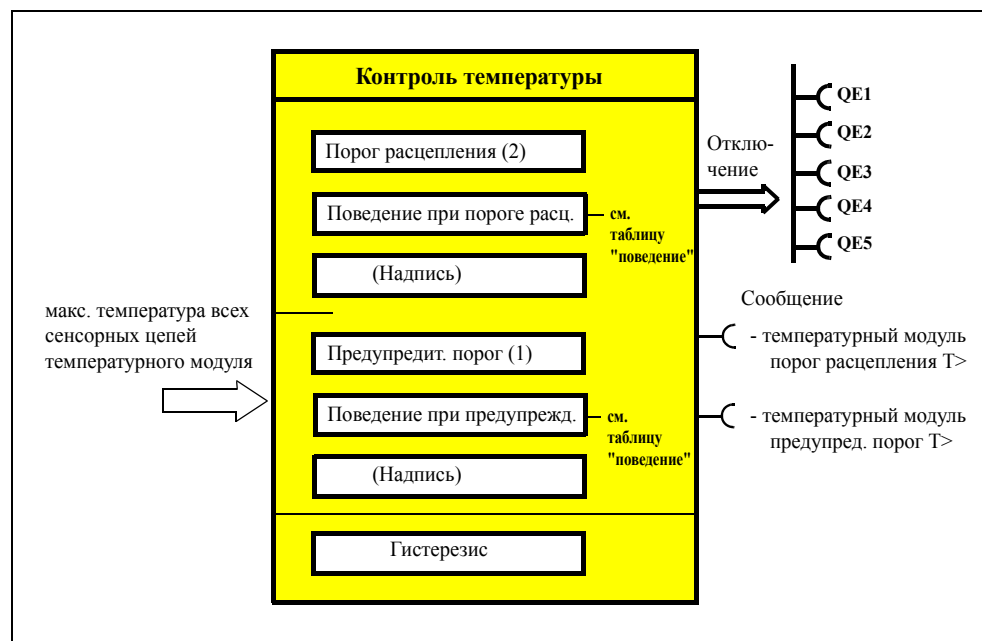 Контроль температуры
Порог расцепления (2)
Поведение при пороге расц.
см.
таблицу
"поведение"
(Надпись)
Предупредит. порог (1)
Поведение при предупрежд.
см.
таблицу
"поведение"
(Надпись)
Гистерезис
макс. температура всех
сенсорных цепей
температурного модуля
Отклю-
чение
QE1
QE2
QE3
QE4
QE5
Сообщение
- температурный модуль
порог расцепления T>
- температурный модуль
предупред. порог T>